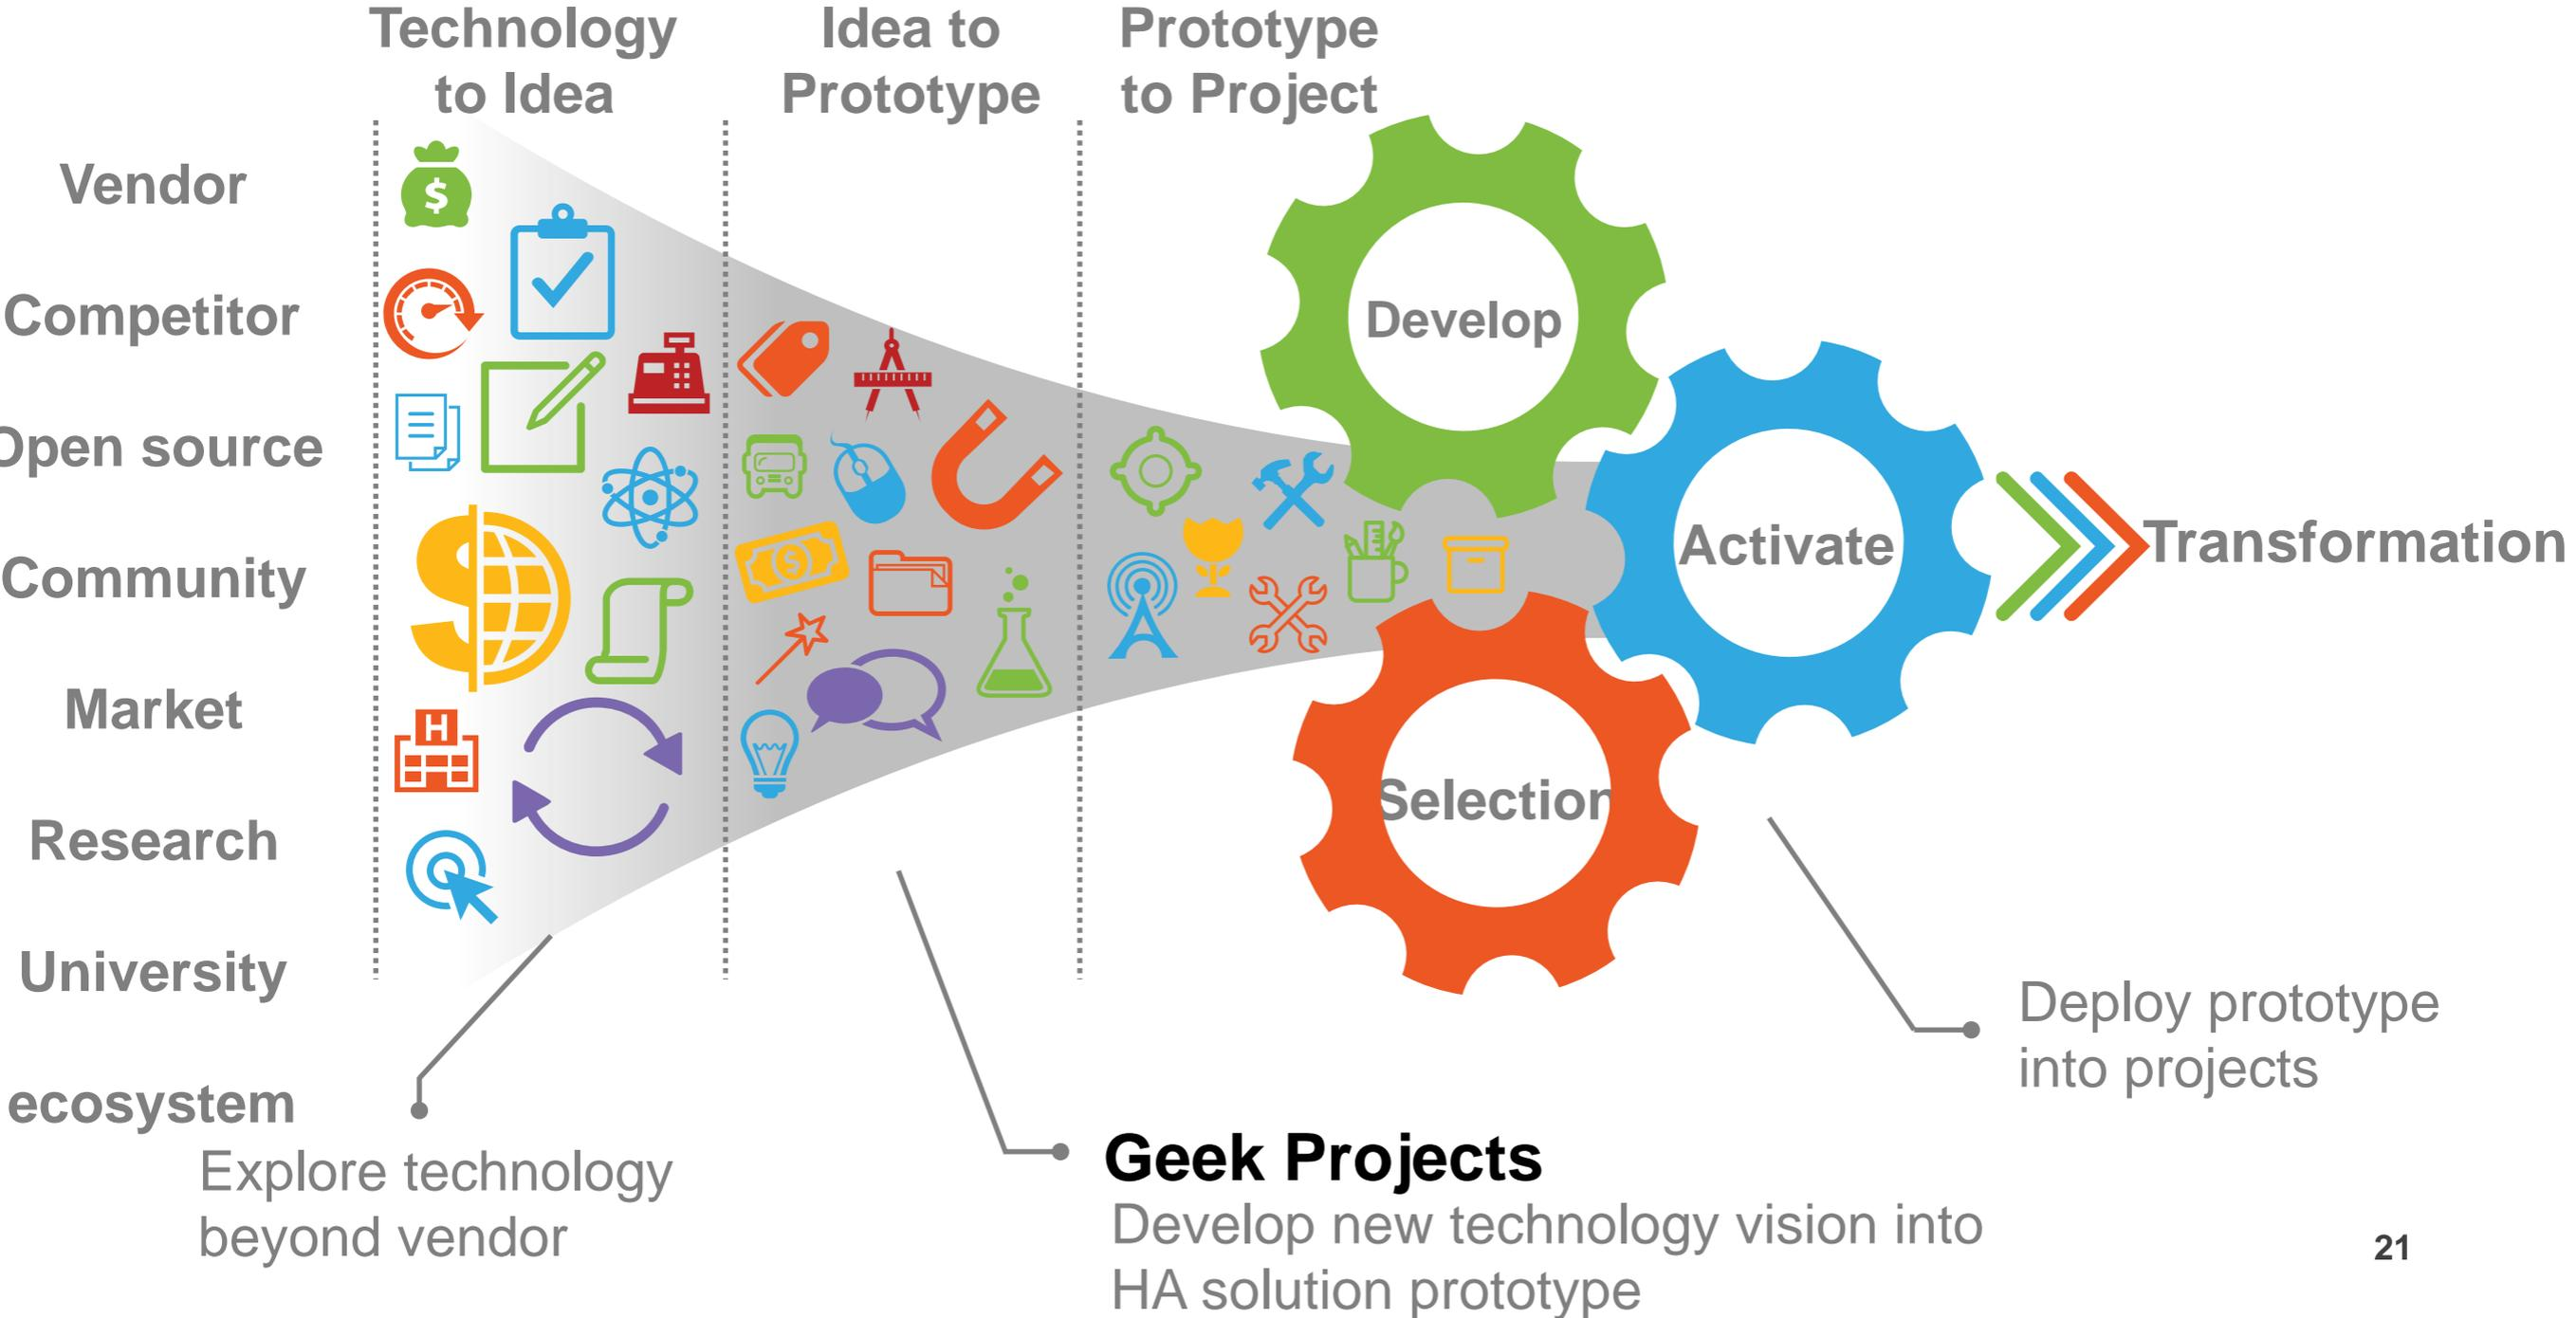 Technology
to Idea
Idea to
Prototype
Prototype
to Project
Vendor
Competitor
Open source
Community
Market
Research
University
ecosystem
$
$
H
Develop
Activate
Selection
Transformation
Explore technology
beyond vendor
Geek Projects
Develop new technology vision into
HA solution prototype
Deploy prototype
into projects
21